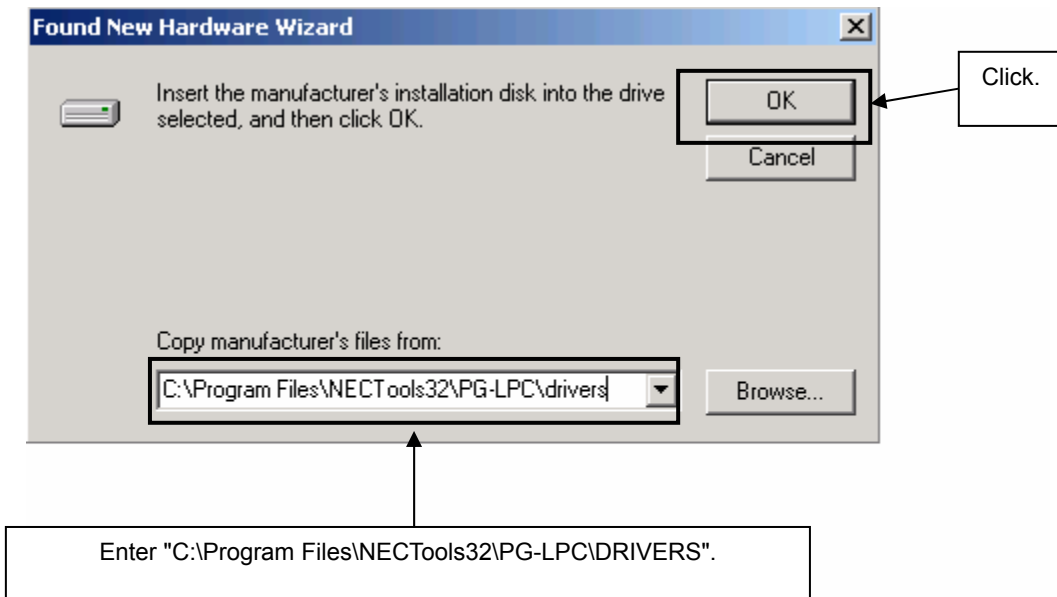 Found New Hardware Wizard
Insert the manufacturer's installation disk into the drive
selected, and then click OK.
OK
Click.
Cancel
Copy manufacturer's files from:
C:\Program Files\NECTools32\PG-LPC\drivers
Browse...
Enter "C:\Program Files\NECTools32\PG-LPC\DRIVERS".